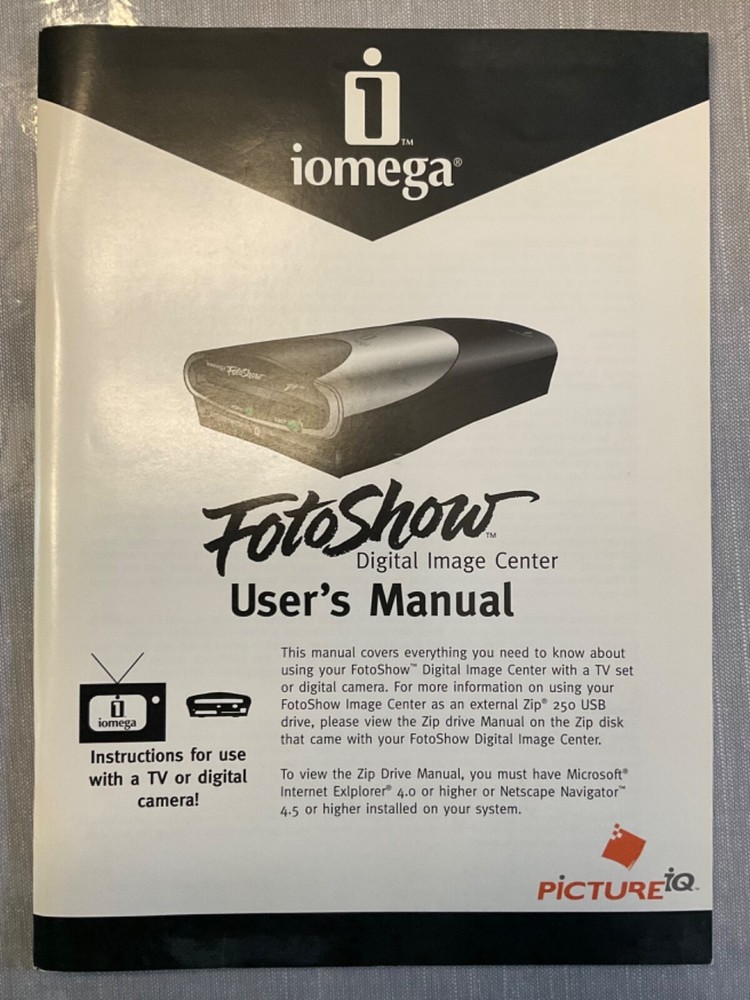 iomega®
FotoShow
FotoShow™
Digital Image Center
User's Manual
This manual covers everything you need to know about
using your FotoShow™ Digital Image Center with a TV set
or digital camera. For more information on using your
FotoShow Image Center as an external Zip® 250 USB
drive, please view the Zip drive Manual on the Zip disk
that came with your FotoShow Digital Image Center.
iomega
Instructions for use
with a TV or digital
camera!
To view the Zip Drive Manual, you must have Microsoft®
Internet Exlplorer® 4.0 or higher or Netscape Navigator™
4.5 or higher installed on your system.
PiCTUREiQ™